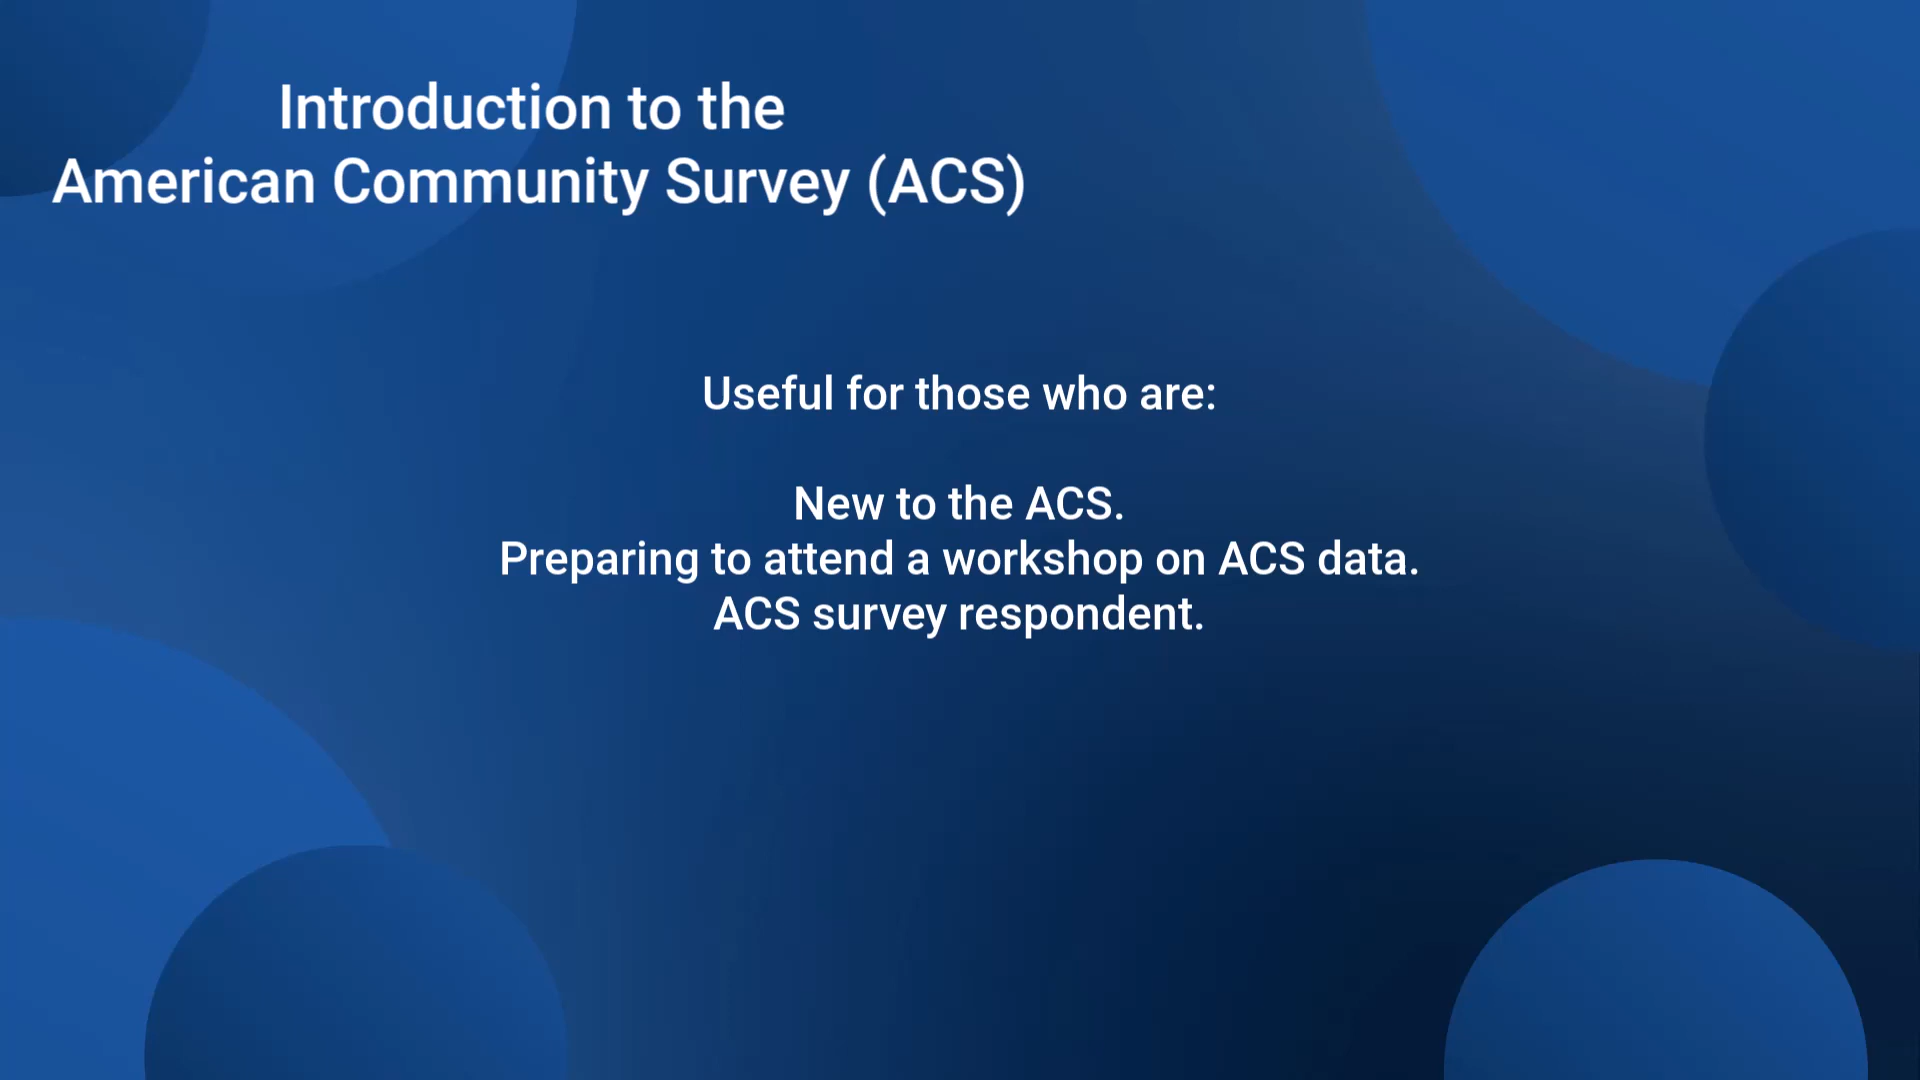 Introduction to the
American Community Survey (ACS)
Useful for those who are:
New to the ACS.
Preparing to attend a workshop on ACS data.
ACS survey respondent.